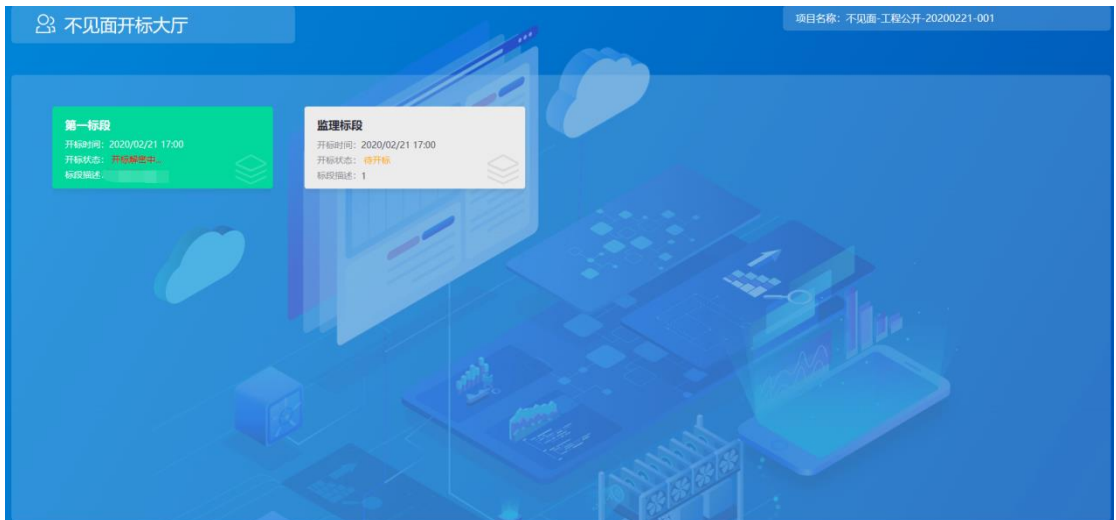 不见面开标大厅
项目名称：不见面-工程公开-20200221-001
第一标段
开标时间：2020/02/21 17:00
开标状态：开标解密中...
标段描述：
监理标段
开标时间：2020/02/21 17:00
开标状态：待开标
标段描述：1